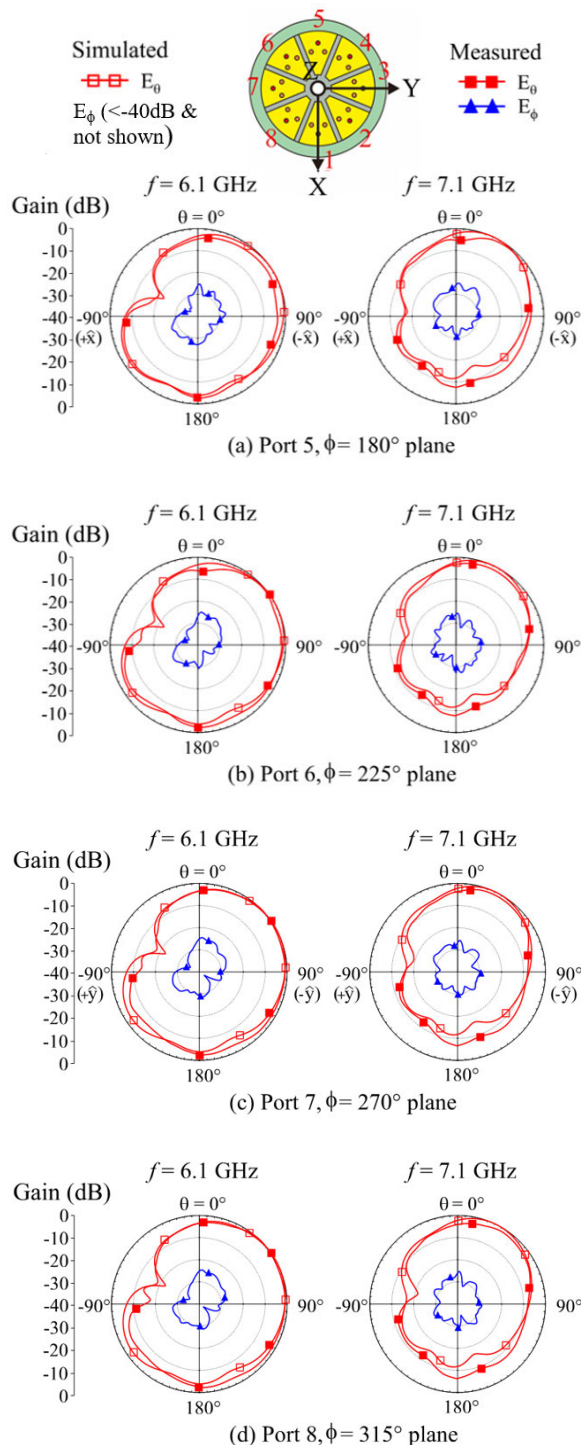 Simulated
E_θ
E_ϕ (<-40dB &
not shown)
5
6
4
7
Z
3
Y
8
2
1
X
Measured
E_θ
E_ϕ
f = 6.1 GHz
f = 7.1 GHz
Gain (dB)
θ = 0°
θ = 0°
0
-10
-20
-30
-40
-30
-20
-10
0
-90°
(+x̂)
90°
(-x̂)
-90°
(+x̂)
90°
(-x̂)
180°
180°
(a) Port 5, ϕ= 180° plane
f = 6.1 GHz
f = 7.1 GHz
Gain (dB)
θ = 0°
θ = 0°
0
-10
-20
-30
-40
-30
-20
-10
0
-90°
90°
-90°
90°
180°
180°
(b) Port 6, ϕ= 225° plane
f = 6.1 GHz
f = 7.1 GHz
Gain (dB)
θ = 0°
θ = 0°
0
-10
-20
-30
-40
-30
-20
-10
0
-90°
(+ŷ)
90°
(-ŷ)
-90°
(+ŷ)
90°
(-ŷ)
180°
180°
(c) Port 7, ϕ= 270° plane
f = 6.1 GHz
f = 7.1 GHz
Gain (dB)
θ = 0°
θ = 0°
0
-10
-20
-30
-40
-30
-20
-10
0
-90°
90°
-90°
90°
180°
180°
(d) Port 8, ϕ= 315° plane